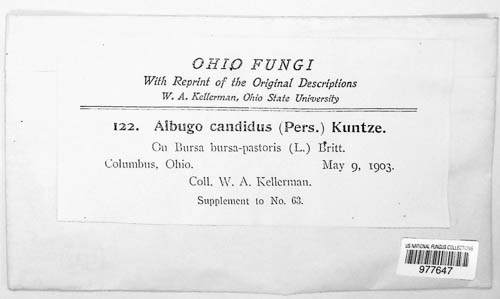 OHIO FUNGI
With Reprint of the Original Descriptions
W. A. Kellerman, Ohio State University
122. Albugo candidus (Pers.) Kuntze.
On Bursa bursa-pastoris (L.) Britt.
Columbus, Ohio. May 9, 1903.
Coll. W. A. Kellerman.
Supplement to No. 63.
US NATIONAL FUNGUS COLLECTIONS
977647